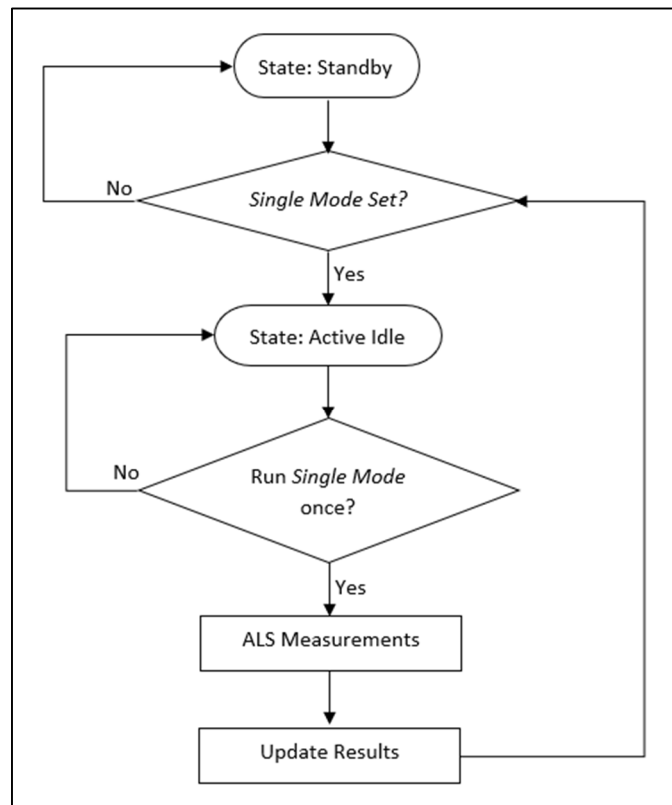 State: Standby
No
Single Mode Set?
Yes
State: Active Idle
No
Run Single Mode
once?
Yes
ALS Measurements
Update Results